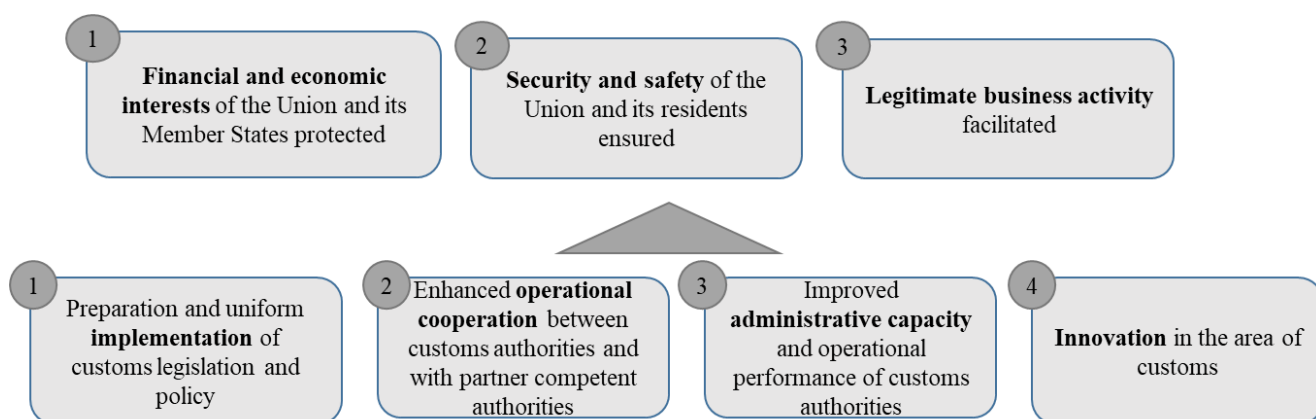 1
Financial and economic
interests of the Union and its
Member States protected
2
Security and safety of the
Union and its residents
ensured
3
Legitimate business activity
facilitated
1
Preparation and uniform
implementation of
customs legislation and
policy
2
Enhanced operational
cooperation between
customs authorities and
with partner competent
authorities
3
Improved
administrative capacity
and operational
performance of customs
authorities
4
Innovation in the area of
customs